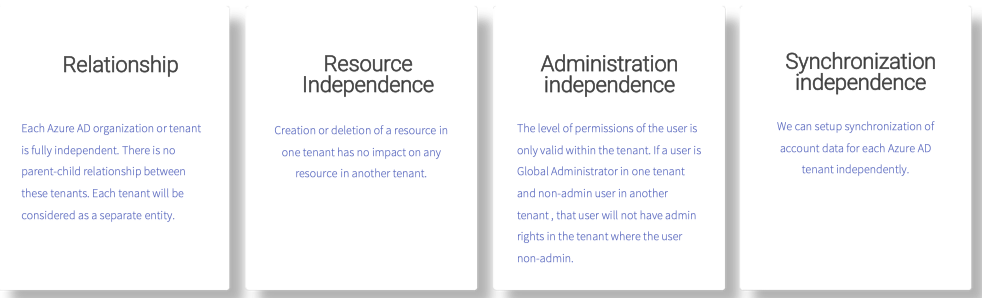 Relationship
Each Azure AD organization or tenant
is fully independent. There is no
parent-child relationship between
these tenants. Each tenant will be
considered as a separate entity.
Resource
Independence
Creation or deletion of a resource in
one tenant has no impact on any
resource in another tenant.
Administration
independence
The level of permissions of the user is
only valid within the tenant. If a user is
Global Administrator in one tenant
and non-admin user in another
tenant , that user will not have admin
rights in the tenant where the user
non-admin.
Synchronization
independence
We can setup synchronization of
account data for each Azure AD
tenant independently.